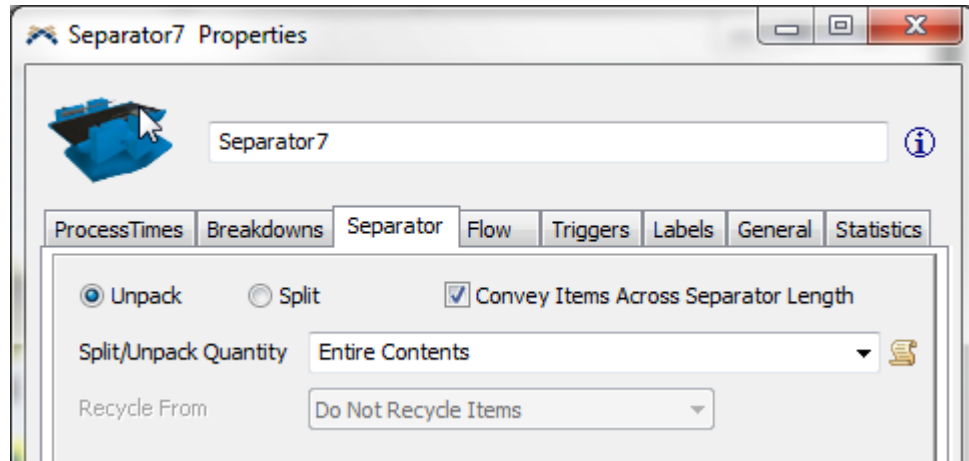 Separator7 Properties
Separator7
ProcessTimes Breakdowns Separator Flow Triggers Labels General Statistics
Unpack Split Convey Items Across Separator Length
Split/Unpack Quantity Entire Contents
Recycle From Do Not Recycle Items